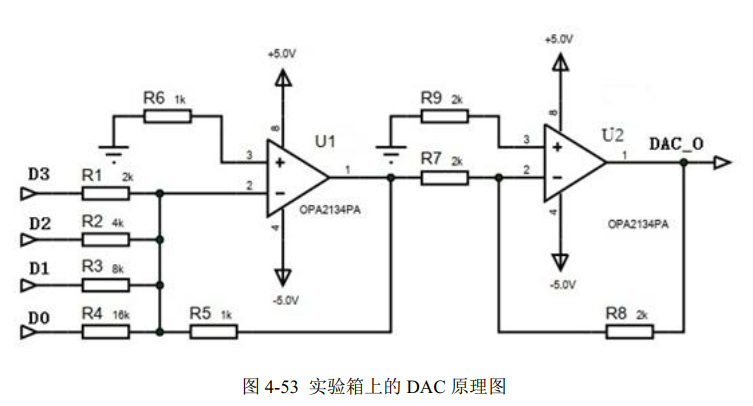 +5.0V
+5.0V
R6 1k
R9 2k
8
8
U1
U2
3
3
DAC_O
D3
R1 2k
+
1
R7 2k
+
1
2
-
2
-
D2
R2 4k
OPA2134PA
OPA2134PA
4
4
D1
R3 8k
-5.0V
-5.0V
D0
R4 16k
R5 1k
R8 2k
图 4-53 实验箱上的 DAC 原理图